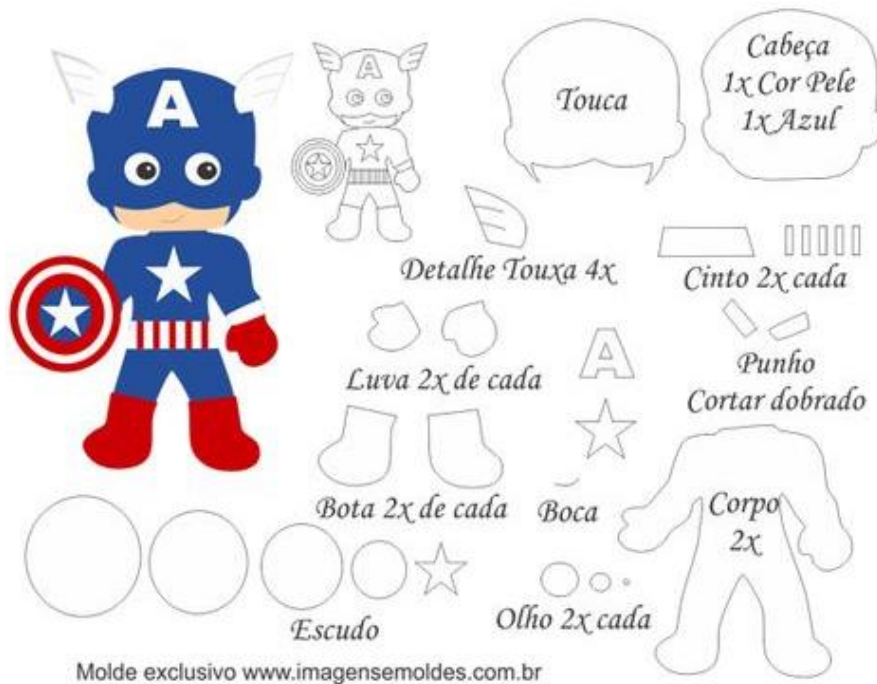 A
A
Touca
Cabeça
1x Cor Pele
1x Azul
Detalhe Touxa 4x
Cinto 2x cada
Luva 2x de cada
A
Punho
Cortar dobrado
Bota 2x de cada
Boca
Corpo
2x
Escudo
Olho 2x cada
Molde exclusivo www.imagensemoldes.com.br